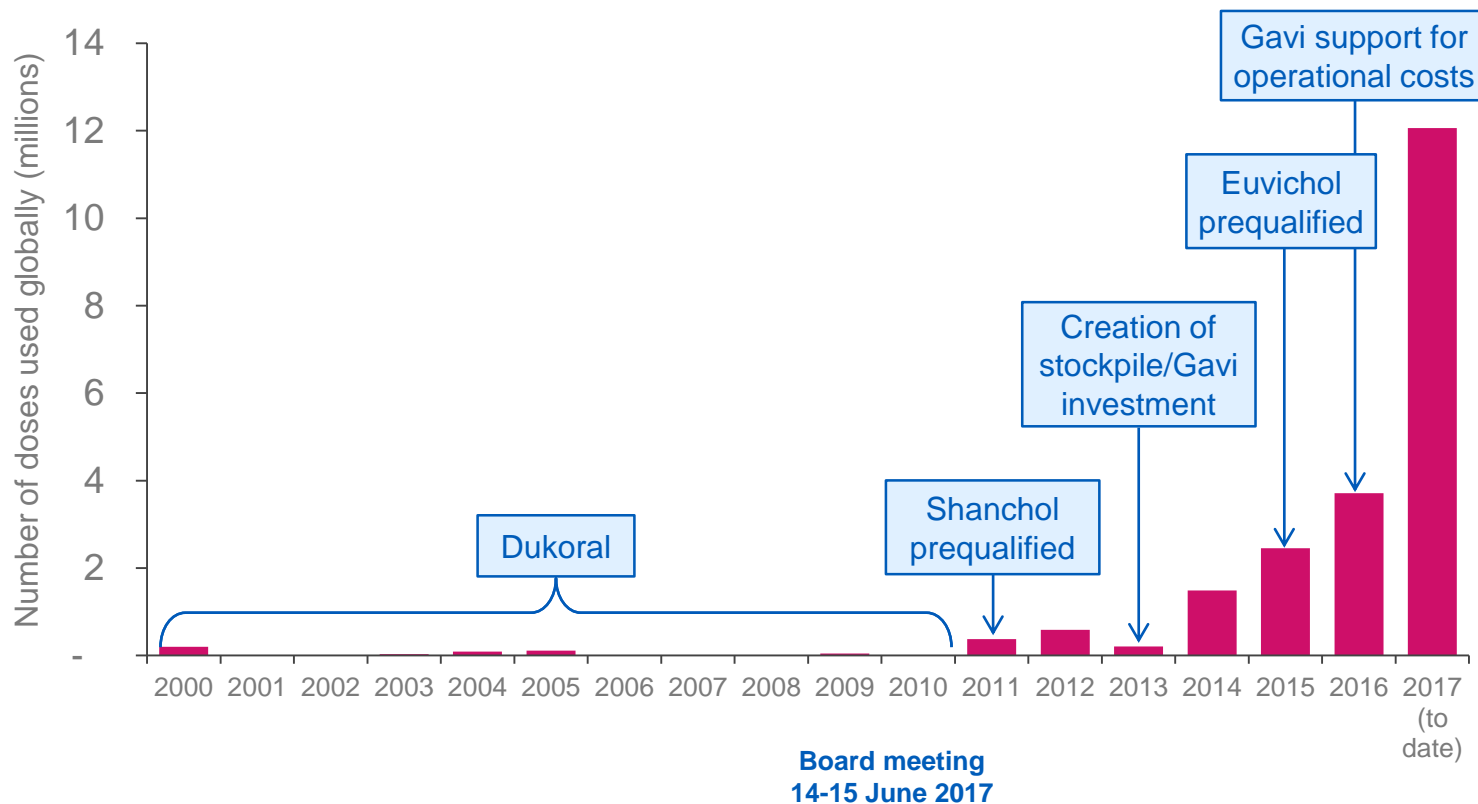 Number of doses used globally (millions)
14
12
10
8
6
4
2
-
Gavi support for
operational costs
Euvichol
prequalified
Creation of
stockpile/Gavi
investment
Shanchol
prequalified
Dukoral
2000 2001 2002 2003 2004 2005 2006 2007 2008 2009 2010 2011 2012 2013 2014 2015 2016 2017
(to
date)
Board meeting
14-15 June 2017